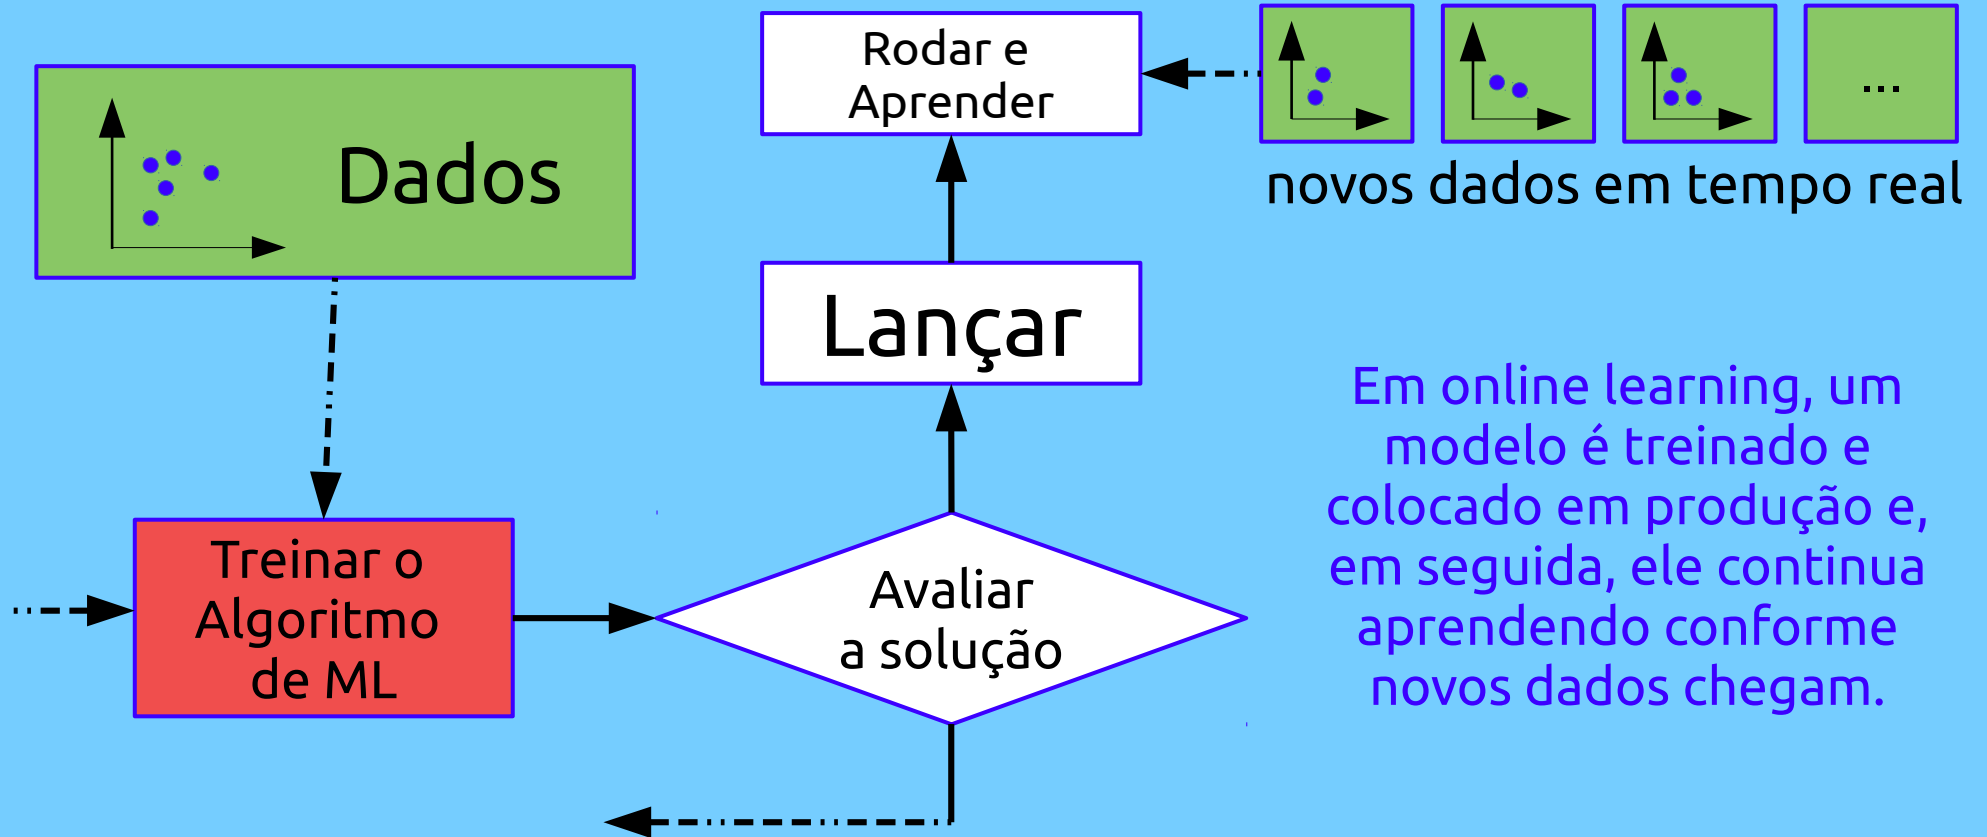 Dados
Rodar e
Aprender
...
novos dados em tempo real
Lançar
Treinar o
Algoritmo
de ML
Avaliar
a solução
Em online learning, um
modelo é treinado e
colocado em produção e,
em seguida, ele continua
aprendendo conforme
novos dados chegam.